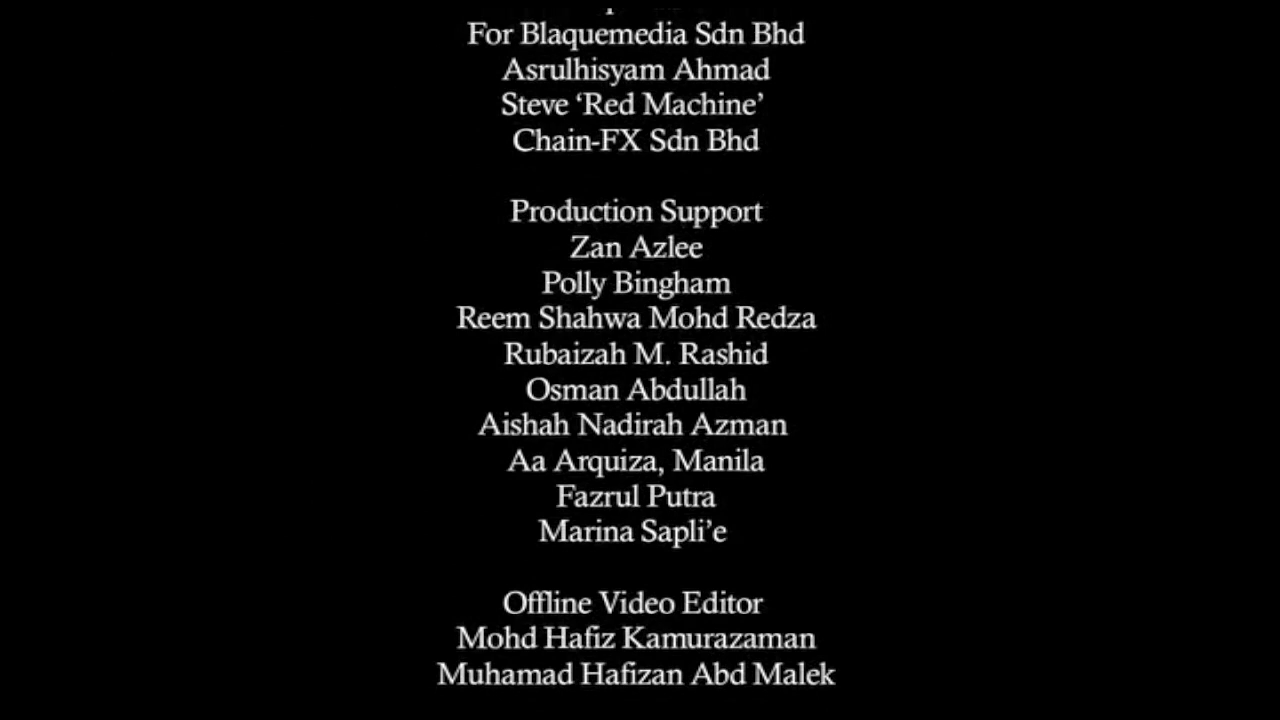 For Blaquemedia Sdn Bhd
Asrulhisyam Ahmad
Steve ‘Red Machine’
Chain-FX Sdn Bhd
Production Support
Zan Azlee
Polly Bingham
Reem Shahwa Mohd Redza
Rubaizah M. Rashid
Osman Abdullah
Aishah Nadirah Azman
Aa Arquiza, Manila
Fazrul Putra
Marina Sapli’e
Offline Video Editor
Mohd Hafiz Kamurazaman
Muhamad Hafizan Abd Malek